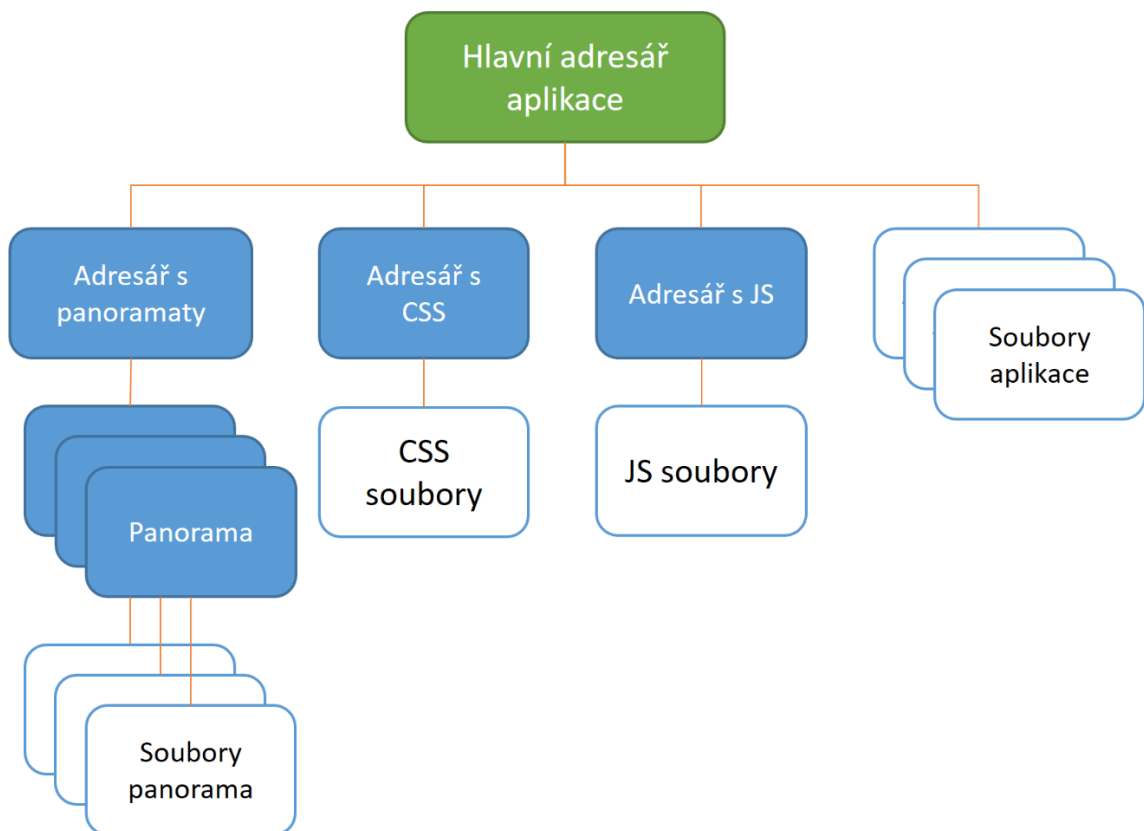 Hlavní adresář
aplikace
Adresář s
panoramaty
Adresář s
CSS
Adresář s JS
Soubory
aplikace
CSS
soubory
JS soubory
Panorama
Soubory
panorama